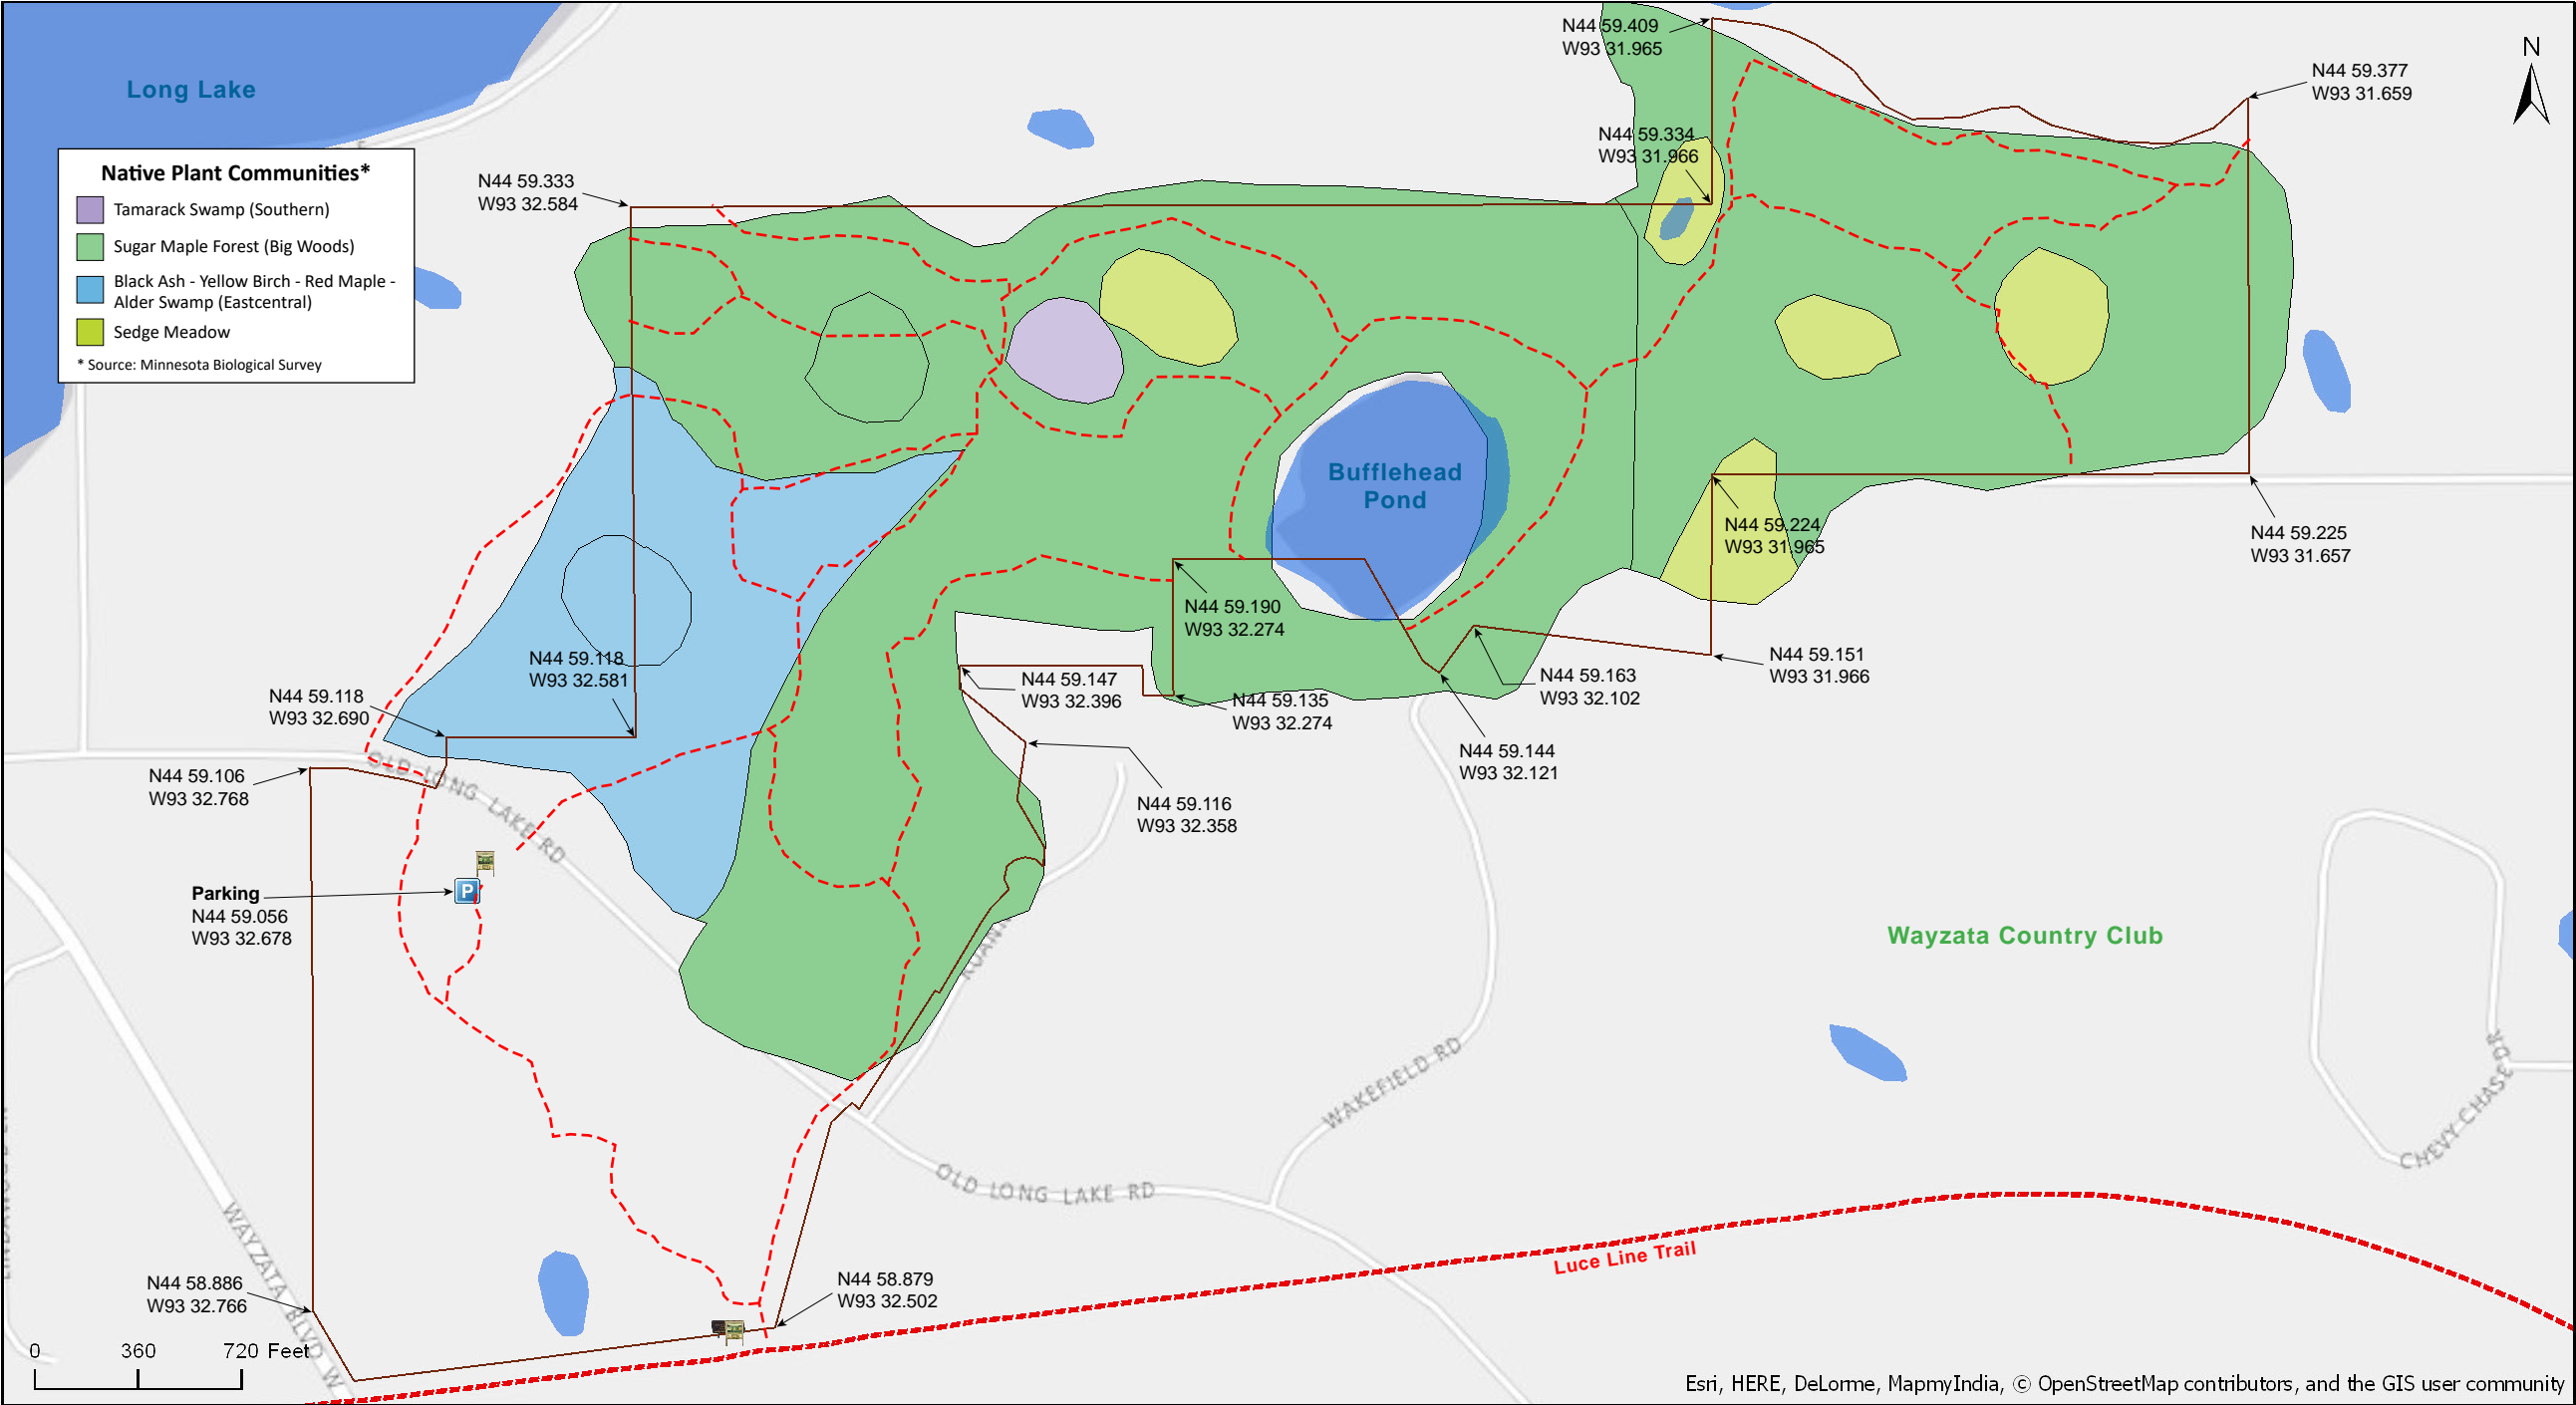 Long Lake
Native Plant Communities*
Tamarack Swamp (Southern)
Sugar Maple Forest (Big Woods)
Black Ash - Yellow Birch - Red Maple -
Alder Swamp (Eastcentral)
Sedge Meadow
* Source: Minnesota Biological Survey
N44 59.409
W93 31.965
N
N44 59.377
W93 31.659
N44 59.334
W93 31.966
N44 59.333
W93 32.584
Bufflehead
Pond
N44 59.224
W93 31.965
N44 59.225
W93 31.657
N44 59.190
W93 32.274
N44 59.118
W93 32.581
N44 59.147
W93 32.396
N44 59.135
W93 32.274
N44 59.163
W93 32.102
N44 59.151
W93 31.966
N44 59.118
W93 32.690
N44 59.144
W93 32.121
N44 59.106
W93 32.768
OLD LONG LAKE RD
N44 59.116
W93 32.358
P
Parking
N44 59.056
W93 32.678
Wayzata Country Club
WAKEFIELD RD
CHEVY CHASE DR
OLD LONG LAKE RD
WAYZATA BLVD W
Luce Line Trail
N44 58.886
W93 32.766
N44 58.879
W93 32.502
0 360 720 Feet
Esri, HERE, DeLorme, MapmyIndia, © OpenStreetMap contributors, and the GIS user community